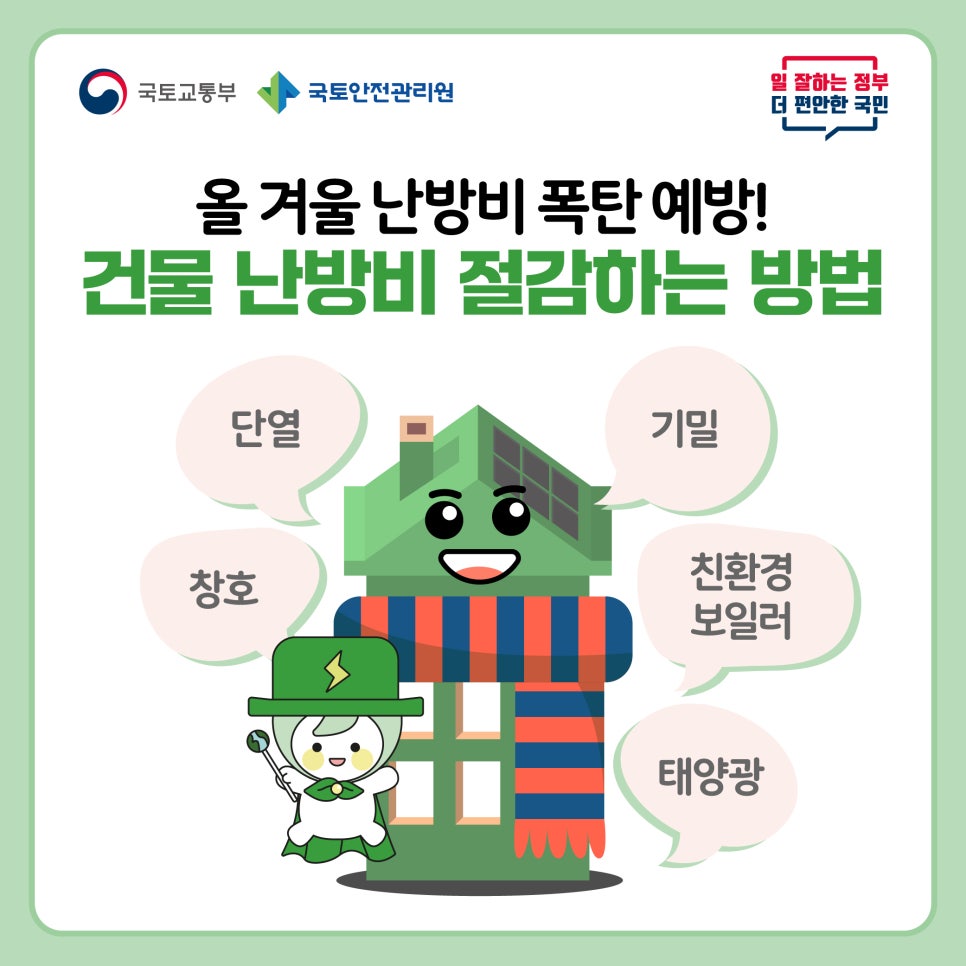 국토교통부
국토안전관리원
일 잘하는 정부
더 편안한 국민
올 겨울 난방비 폭탄 예방!
건물 난방비 절감하는 방법
단열
기밀
창호
친환경
보일러
태양광